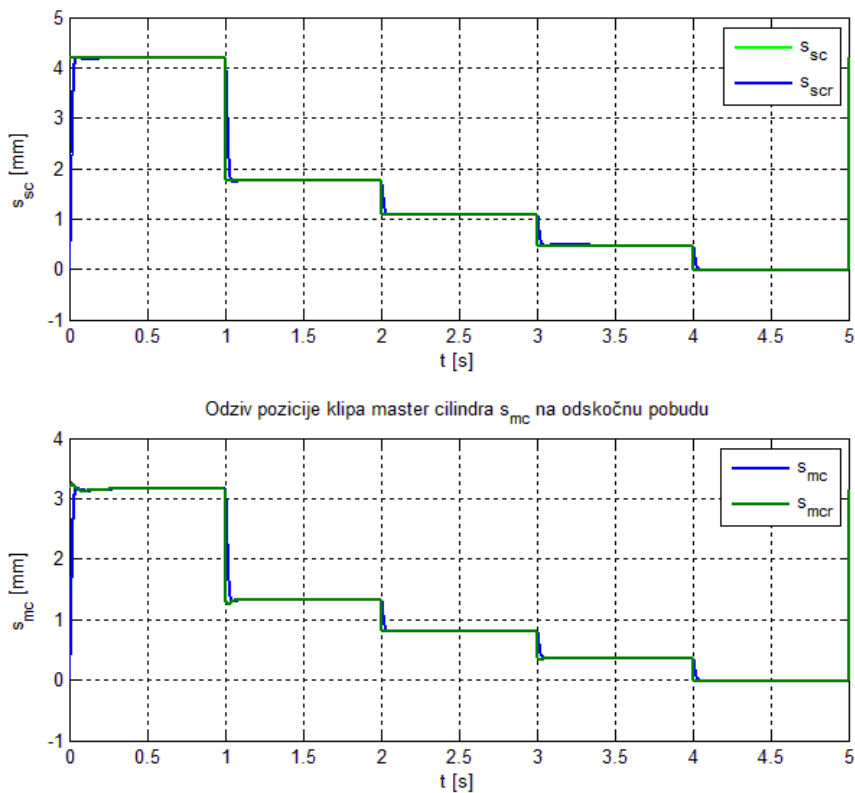 5
4
3
2
1
0
-1
s_sc [mm]
s_sc
s_scr
0 0.5 1 1.5 2 2.5 3 3.5 4 4.5 5
t [s]
Odziv pozicije klipa master cilindra s_mc na odskočnu pobudu
4
3
2
1
0
-1
s_mc [mm]
s_mc
s_mcr
0 0.5 1 1.5 2 2.5 3 3.5 4 4.5 5
t [s]